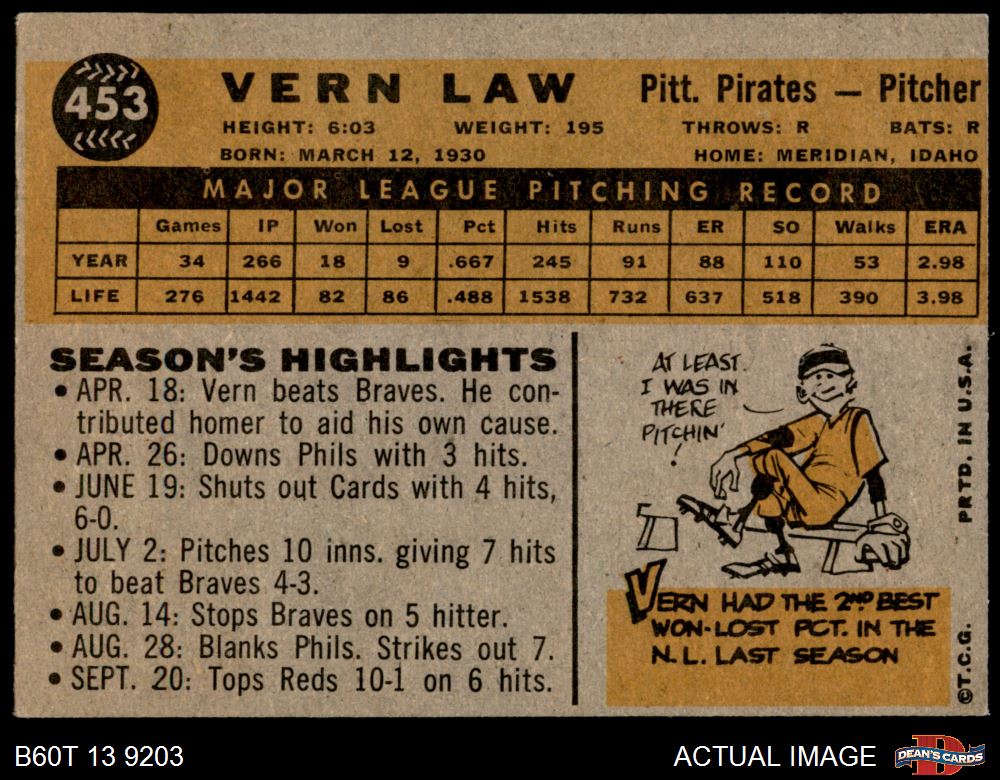 453
VERN LAW
Pitt. Pirates — Pitcher
HEIGHT: 6:03 WEIGHT: 195 THROWS: R BATS: R
BORN: MARCH 12, 1930 HOME: MERIDIAN, IDAHO
MAJOR LEAGUE PITCHING RECORD
Games IP Won Lost Pct Hits Runs ER SO Walks ERA
YEAR 34 266 18 9 .667 245 91 88 110 53 2.98
LIFE 276 1442 82 86 .488 1538 732 637 518 390 3.98
SEASON'S HIGHLIGHTS
• APR. 18: Vern beats Braves. He con-
tributed homer to aid his own cause.
• APR. 26: Downs Phils with 3 hits.
• JUNE 19: Shuts out Cards with 4 hits,
6-0.
• JULY 2: Pitches 10 inns. giving 7 hits
to beat Braves 4-3.
• AUG. 14: Stops Braves on 5 hitter.
• AUG. 28: Blanks Phils. Strikes out 7.
• SEPT. 20: Tops Reds 10-1 on 6 hits.
AT LEAST
I WAS IN
THERE
PITCHIN'
!
VERN HAD THE 2ND BEST
WON-LOST PCT. IN THE
N.L. LAST SEASON
PRTD. IN U.S.A.
©T.C.G.
B60T 13 9203
ACTUAL IMAGE
D
DEAN'S CARDS